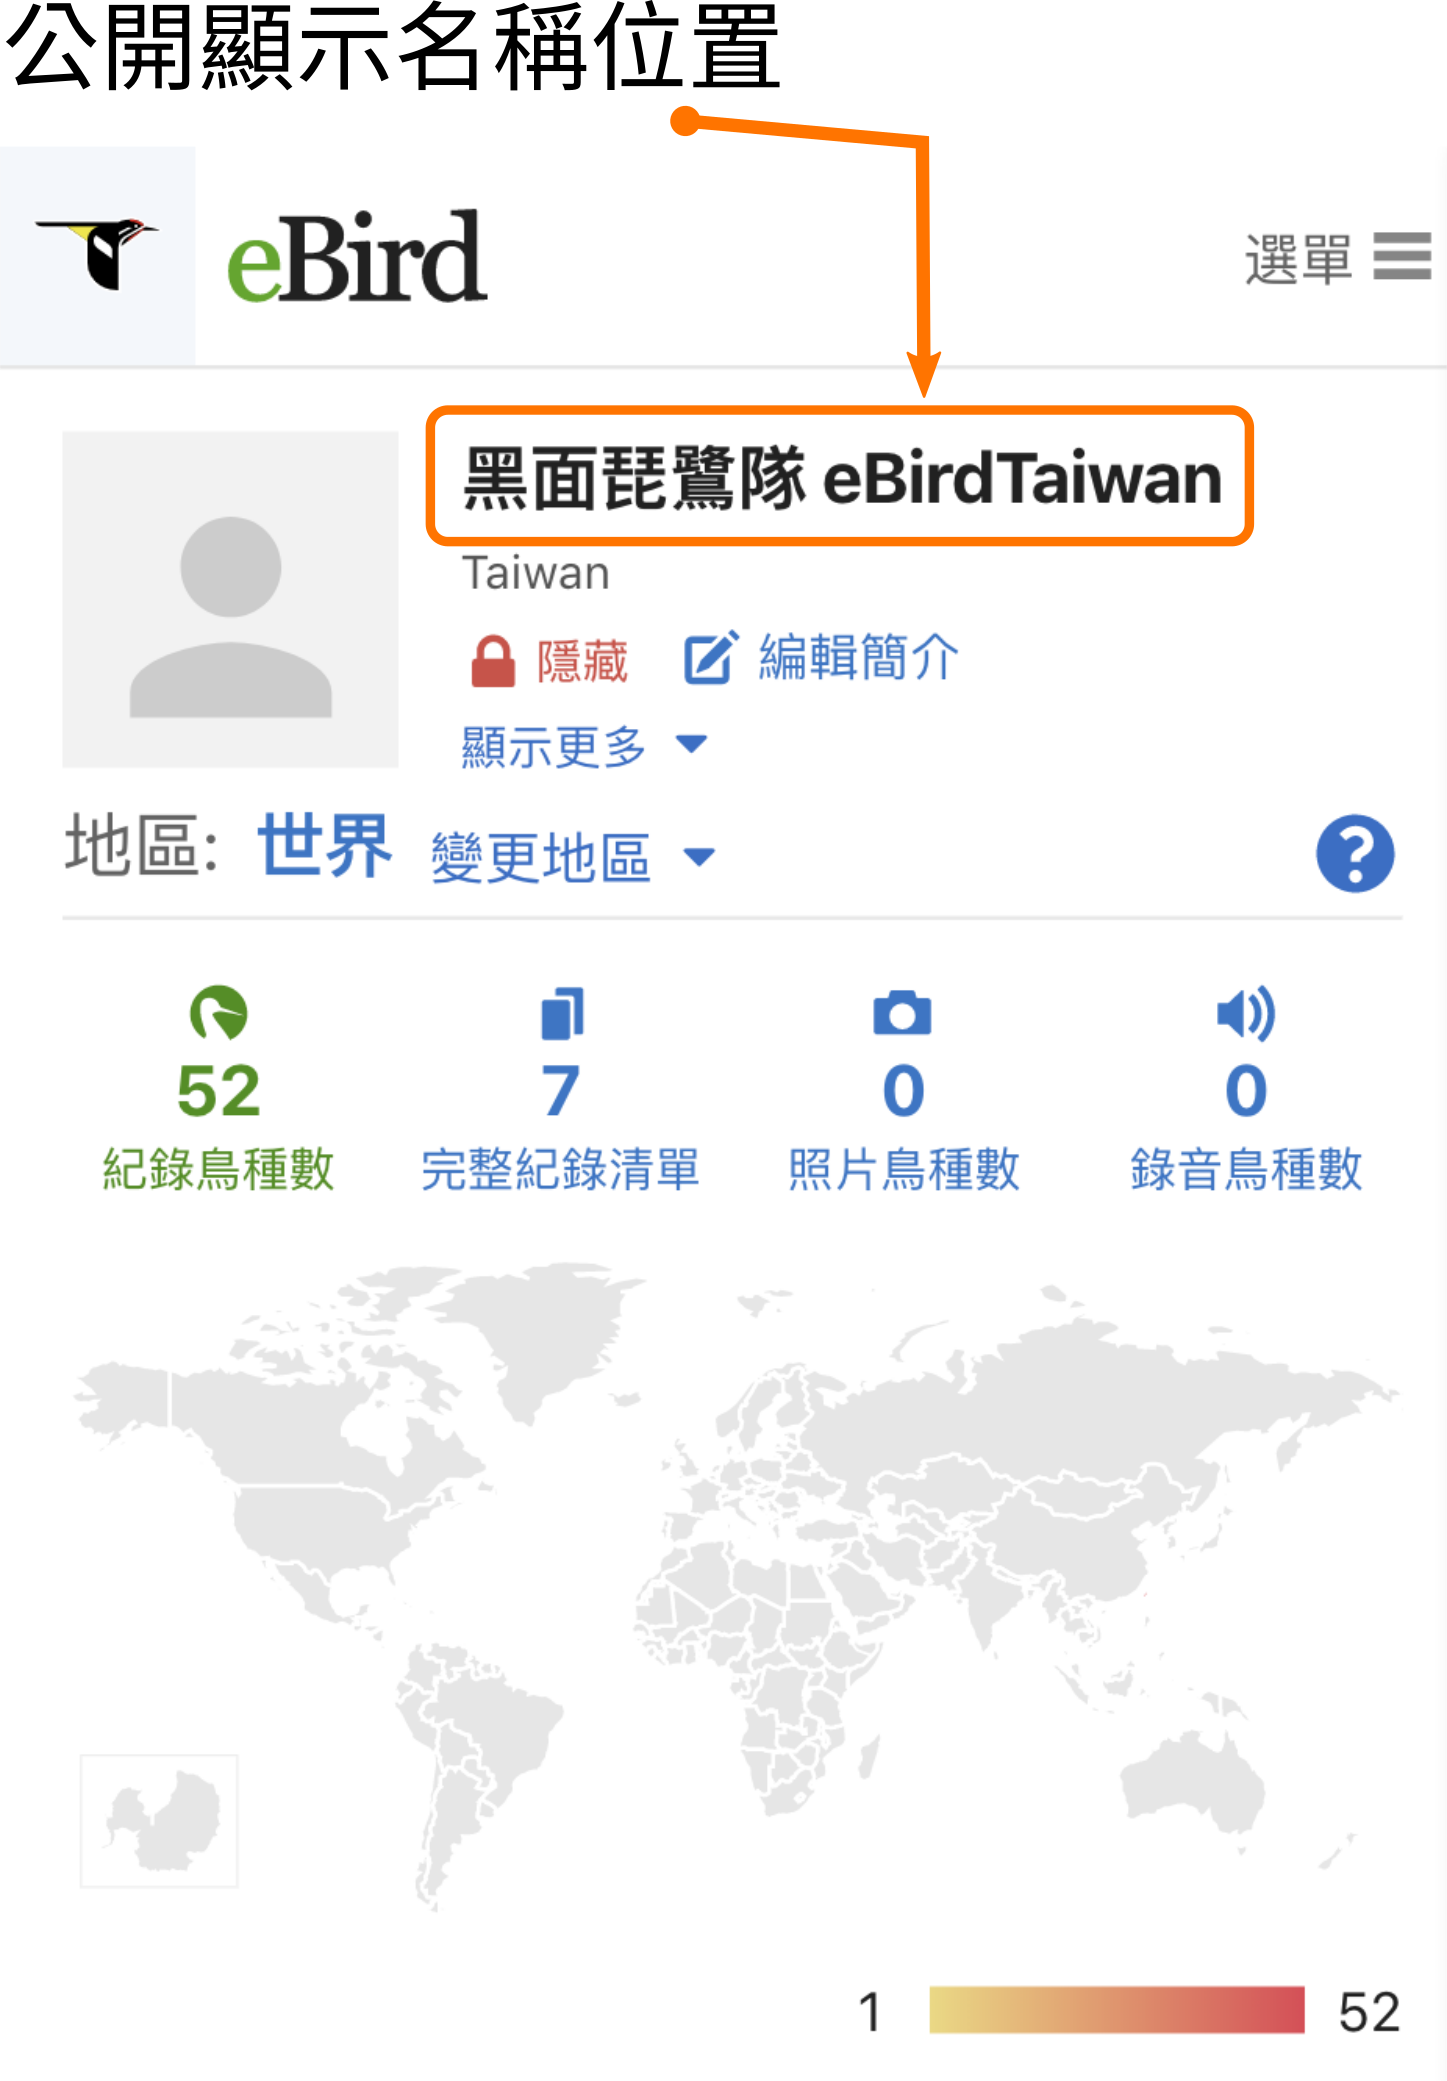 公開顯示名稱位置
eBird
選單
黑面琵鷺隊 eBirdTaiwan
Taiwan
隱藏 編輯簡介
顯示更多
地區: 世界 變更地區
?
52 7 0 0
紀錄鳥種數 完整紀錄清單 照片鳥種數 錄音鳥種數
1 52